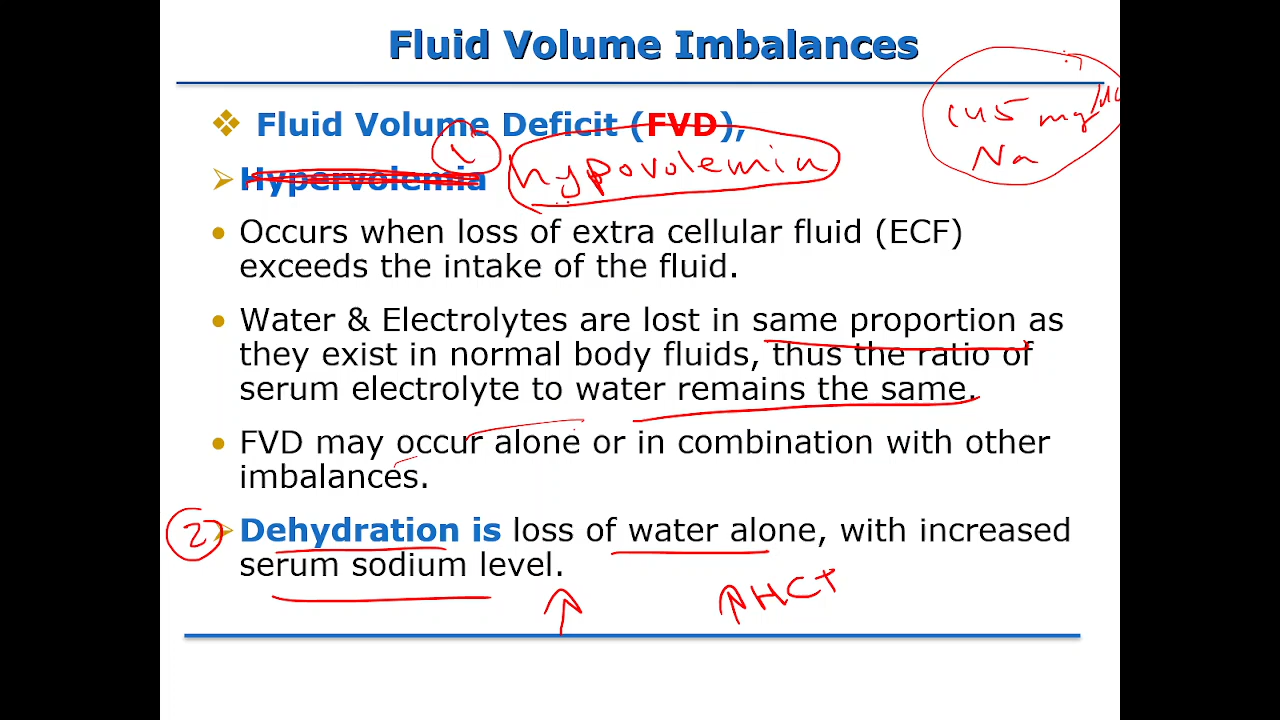 Fluid Volume Imbalances
145 mg
Na
❖ Fluid Volume Deficit (FVD),
1
➢ Hypervolemia hypovolemia
• Occurs when loss of extra cellular fluid (ECF)
exceeds the intake of the fluid.
• Water & Electrolytes are lost in same proportion as
they exist in normal body fluids, thus the ratio of
serum electrolyte to water remains the same.
• FVD may occur alone or in combination with other
imbalances.
2
➢ Dehydration is loss of water alone, with increased
serum sodium level.
↑ ↑ HCT